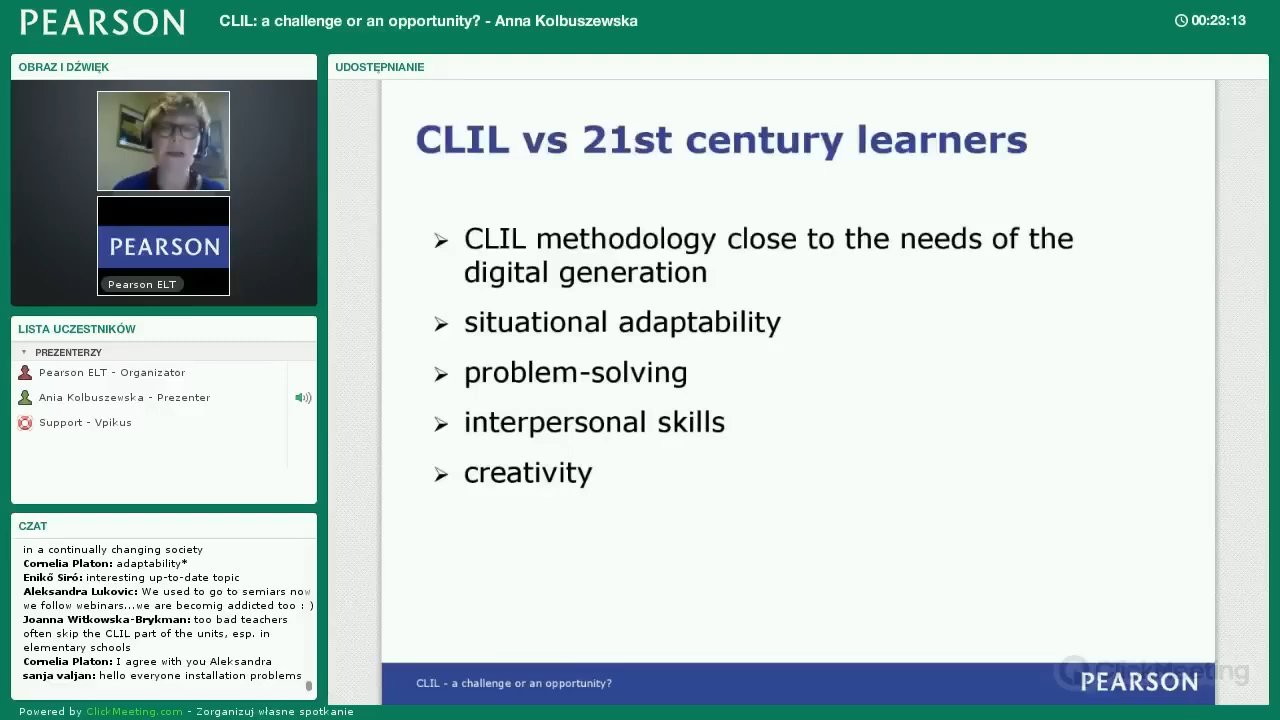 PEARSON
CLIL: a challenge or an opportunity? - Anna Kolbuszewska
00:23:13
OBRAZ I DŹWIĘK
PEARSON
Pearson ELT
LISTA UCZESTNIKÓW
PREZENTERZY
Pearson ELT - Organizator
Ania Kolbuszewska - Prezenter
Support - Vpikus
CZAT
in a continually changing society
Cornelia Platon: adaptability*
Enikő Siró: interesting up-to-date topic
Aleksandra Lukovic: We used to go to semiars now
we follow webinars...we are becomig addicted too : )
Joanna Witkowska-Brykman: too bad teachers
often skip the CLIL part of the units, esp. in
elementary schools
Cornelia Platon: I agree with you Aleksandra
sanja valjan: hello everyone installation problems
UDOSTĘPNIANIE
CLIL vs 21st century learners
CLIL methodology close to the needs of the
digital generation
situational adaptability
problem-solving
interpersonal skills
creativity
CLIL - a challenge or an opportunity?
ClickMeeting
PEARSON
Powered by ClickMeeting.com - Zorganizuj własne spotkanie